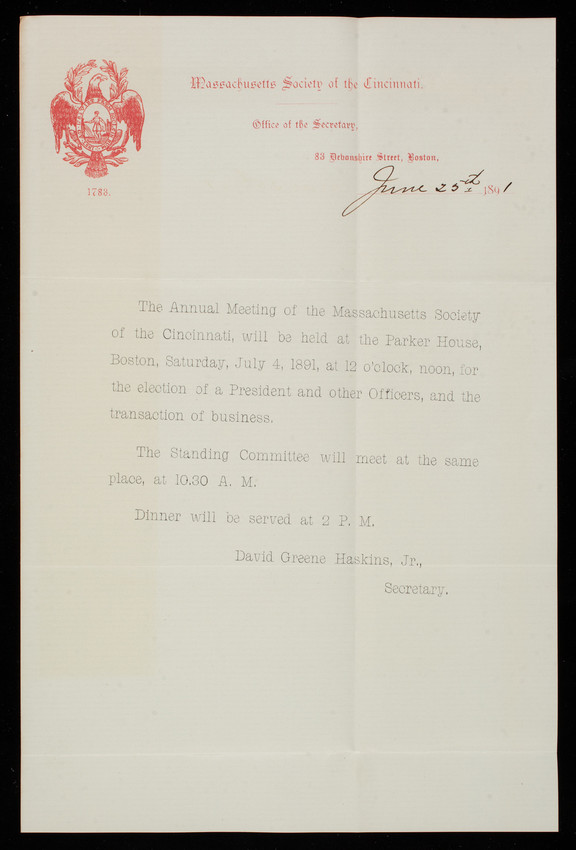 Massachusetts Society of the Cincinnati.
Office of the Secretary,
83 Devonshire Street, Boston,
June 25th 1891
1783.
The Annual Meeting of the Massachusetts Society
of the Cincinnati, will be held at the Parker House,
Boston, Saturday, July 4, 1891, at 12 o'clock, noon, for
the election of a President and other Officers, and the
transaction of business.
The Standing Committee will meet at the same
place, at 10.30 A. M.
Dinner will be served at 2 P. M.
David Greene Haskins, Jr.,
Secretary.